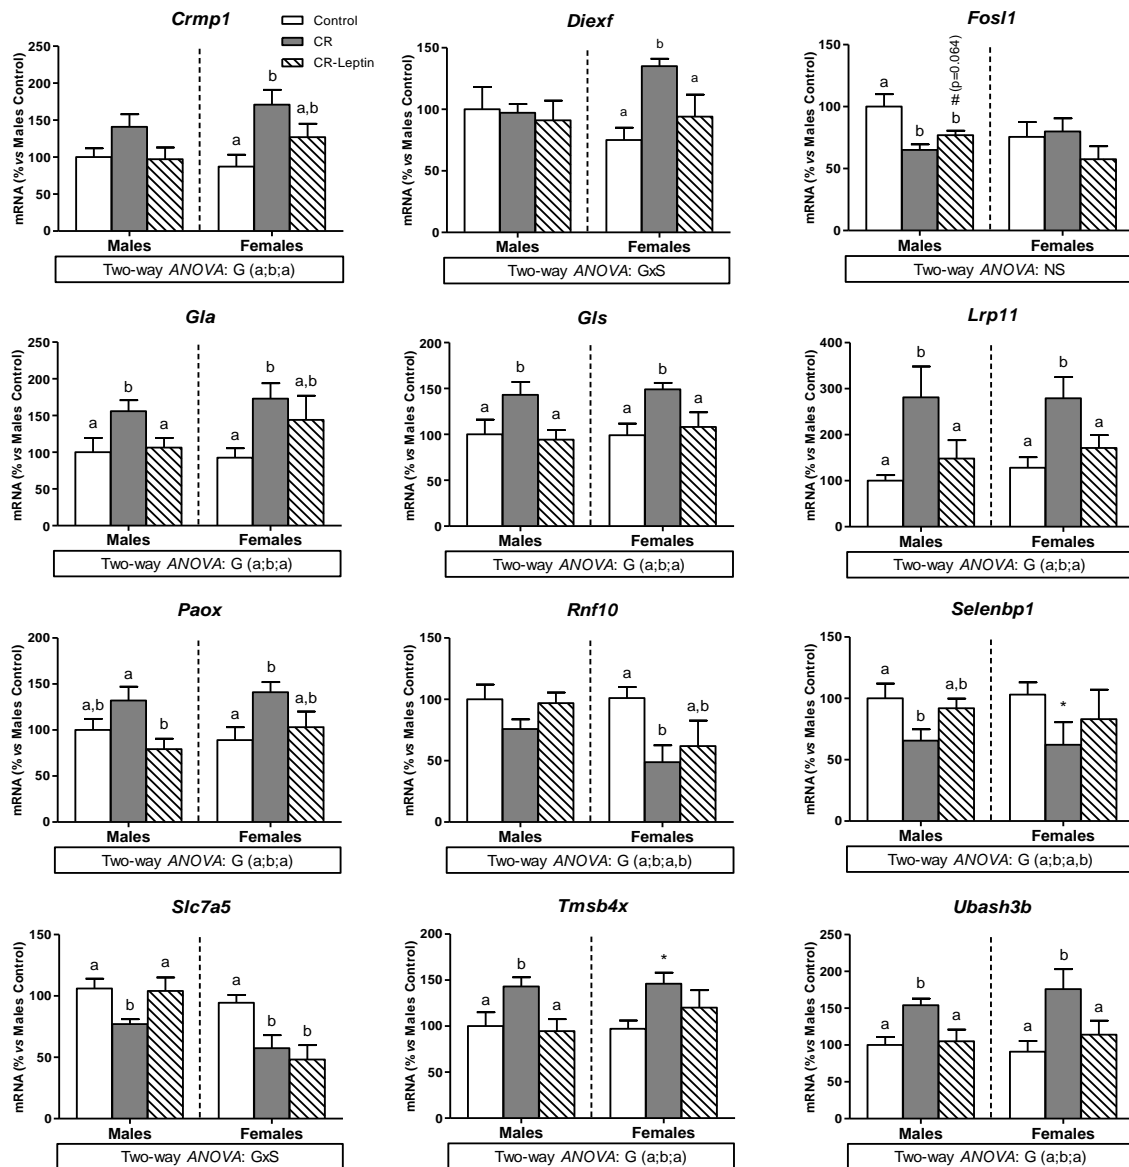 Crmp1
mRNA (% vs Males Control)
250
200
150
100
50
0
Control
CR
CR-Leptin
a
b
a,b
Males
Females
Two-way ANOVA: G (a;b;a)
Diexf
mRNA (% vs Males Control)
150
100
50
0
a
b
a
Males
Females
Two-way ANOVA: GxS
Fosl1
mRNA (% vs Males Control)
150
100
50
0
a
b
b
# (p=0.064)
Males
Females
Two-way ANOVA: NS
Gla
mRNA (% vs Males Control)
250
200
150
100
50
0
a
b
a
a
b
a,b
Males
Females
Two-way ANOVA: G (a;b;a)
Gls
mRNA (% vs Males Control)
200
150
100
50
0
a
b
a
a
b
a
Males
Females
Two-way ANOVA: G (a;b;a)
Lrp11
mRNA (% vs Males Control)
400
300
200
100
0
a
b
a
a
b
a
Males
Females
Two-way ANOVA: G (a;b;a)
Paox
mRNA (% vs Males Control)
200
150
100
50
0
a,b
a
b
a
b
a,b
Males
Females
Two-way ANOVA: G (a;b;a)
Rnf10
mRNA (% vs Males Control)
150
100
50
0
a
b
a,b
Males
Females
Two-way ANOVA: G (a;b;a,b)
Selenbp1
mRNA (% vs Males Control)
150
100
50
0
a
b
a,b
*
Males
Females
Two-way ANOVA: G (a;b;a,b)
Slc7a5
mRNA (% vs Males Control)
150
100
50
0
a
b
a
a
b
b
Males
Females
Two-way ANOVA: GxS
Tmsb4x
mRNA (% vs Males Control)
200
150
100
50
0
a
b
a
*
Males
Females
Two-way ANOVA: G (a;b;a)
Ubash3b
mRNA (% vs Males Control)
250
200
150
100
50
0
a
b
a
a
b
a
Males
Females
Two-way ANOVA: G (a;b;a)